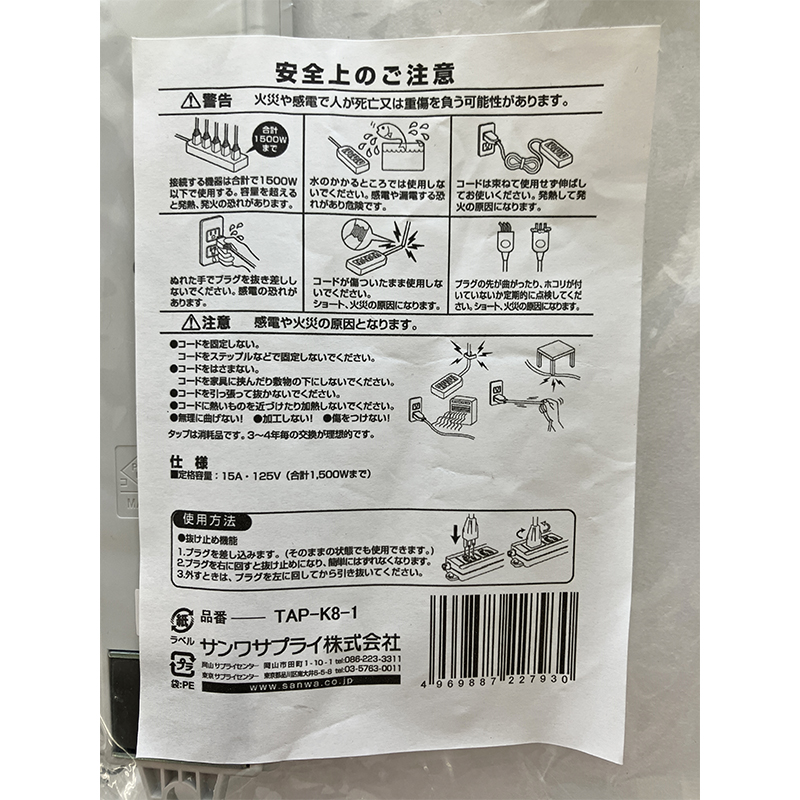 安全上のご注意
警告 火災や感電で人が死亡又は重傷を負う可能性があります。
合計
1500W
まで
接続する機器は合計で1500W
以下で使用する。容量を超える
と発熱、発火の恐れがあります。
水のかかるところでは使用しな
いでください。感電や漏電する恐
れがあり危険です。
コードは束ねて使用せず伸ばし
てお使いください。発熱して発
火の原因になります。
ぬれた手でプラグを抜き差しし
ないでください。感電の恐れが
あります。
コードが傷ついたまま使用しな
いでください。
ショート、火災の原因になります。
プラグの先が曲がったり、ホコリが付
いていないか定期的に点検してくだ
さい。ショート、火災の原因になります。
注意 感電や火災の原因となります。
●コードを固定しない。
コードをステップルなどで固定しないでください。
●コードをはさまない。
コードを家具に挟んだり敷物の下にしないでください。
●コードを引っ張って抜かないでください。
●コードに熱いものを近づけたり加熱しないでください。
●無理に曲げない! ●加工しない! ●傷をつけない!
タップは消耗品です。3〜4年毎の交換が理想的です。
仕様
■定格容量:15A・125V(合計1,500Wまで)
使用方法
●抜け止め機能
1.プラグを差し込みます。(そのままの状態でも使用できます。)
2.プラグを右に回すと抜け止めになり、簡単にはずれなくなります。
3.外すときは、プラグを左に回してから引き抜いてください。
紙
ラベル
プラ
袋:PE
品番 TAP-K8-1
サンワサプライ株式会社
岡山サプライセンター 岡山市田町1-10-1 tel:086-223-3311
東京サプライセンター 東京都品川区南大井6-5-8 tel:03-5763-0011
www.sanwa.co.jp
4 969887 227930